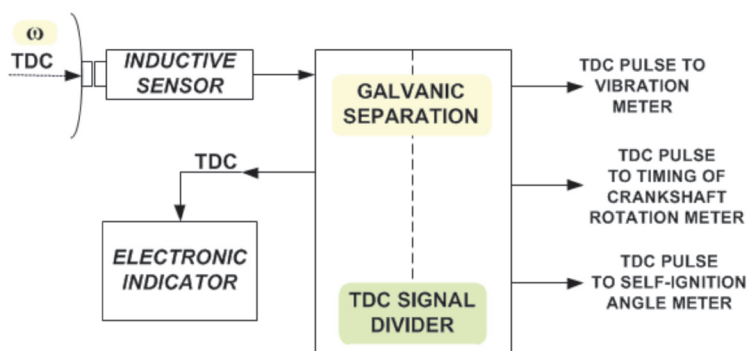 ω
TDC
INDUCTIVE
SENSOR
GALVANIC
SEPARATION
TDC PULSE TO
VIBRATION
METER
TDC
TDC PULSE
TO TIMING OF
CRANKSHAFT
ROTATION METER
ELECTRONIC
INDICATOR
TDC PULSE
TO SELF-IGNITION
ANGLE METER
TDC SIGNAL
DIVIDER